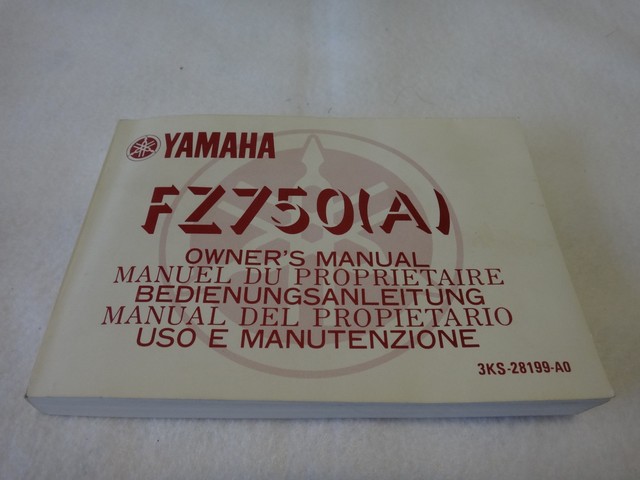 YAMAHA
FZ750(A)
OWNER'S MANUAL
MANUEL DU PROPRIETAIRE
BEDIENUNGSANLEITUNG
MANUAL DEL PROPIETARIO
USO E MANUTENZIONE
3KS-28199-A0